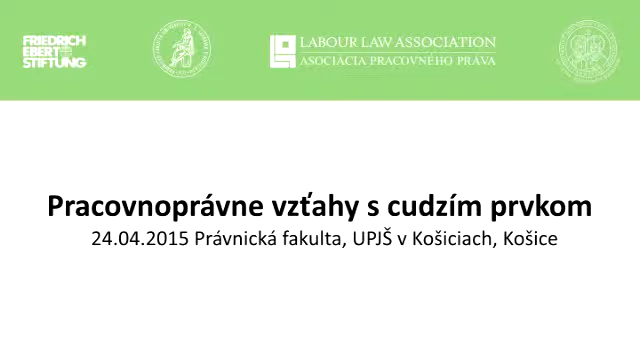 FRIEDRICH
EBERT
STIFTUNG
LABOUR LAW ASSOCIATION
ASOCIÁCIA PRACOVNÉHO PRÁVA
Pracovnoprávne vzťahy s cudzím prvkom
24.04.2015 Právnická fakulta, UPJŠ v Košiciach, Košice